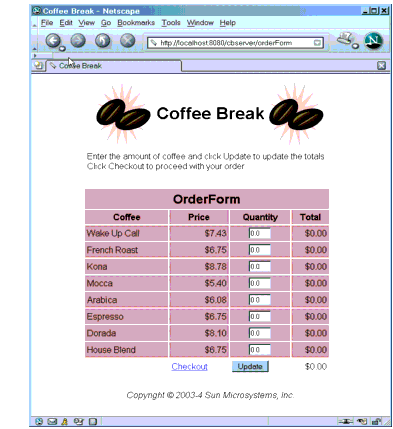 Coffee Break - Netscape
File Edit View Go Bookmarks Tools Window Help
http://localhost:8080/cbserver/orderForm
Coffee Break
Coffee Break
Enter the amount of coffee and click Update to update the totals
Click Checkout to proceed with your order
OrderForm
Coffee Price Quantity Total
Wake Up Call $7.43 0.0 $0.00
French Roast $6.75 0.0 $0.00
Kona $8.78 0.0 $0.00
Mocca $5.40 0.0 $0.00
Arabica $6.08 0.0 $0.00
Espresso $6.75 0.0 $0.00
Dorada $8.10 0.0 $0.00
House Blend $6.75 0.0 $0.00
Checkout Update $0.00
Copyright © 2003-4 Sun Microsystems, Inc.